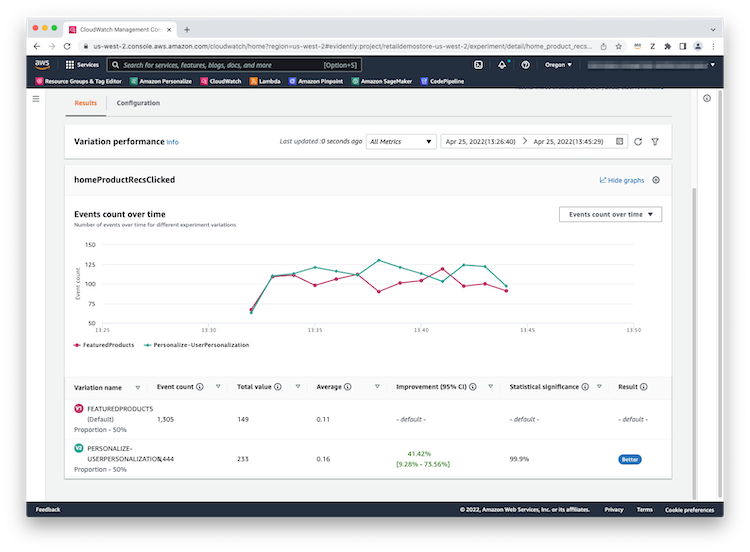 CloudWatch Management Con
us-west-2.console.aws.amazon.com/cloudwatch/home?region=us-west-2#evidently:project/retaildemostore-us-west-2/experiment/detail/home_product_recs...
aws Services Search for services, features, blogs, docs, and more [Option+S] Oregon
Resource Groups & Tag Editor Amazon Personalize CloudWatch Lambda Amazon Pinpoint Amazon SageMaker CodePipeline
Results Configuration
Variation performance Info Last updated :0 seconds ago All Metrics Apr 25, 2022(13:26:40) Apr 25, 2022(13:45:29)
homeProductRecsClicked Hide graphs
Events count over time Events count over time
Number of events over time for different experiment variations
Event count
150
125
100
75
50
13:25 13:30 13:35 13:40 13:45 13:50
FeaturedProducts Personalize-UserPersonalization
Variation name Event count Total value Average Improvement (95% CI) Statistical significance Result
V1 FEATUREDPRODUCTS
(Default) 1,305 149 0.11 - default - - default - - default -
Proportion - 50%
V2 PERSONALIZE-
USERPERSONALIZATION ,444 233 0.16 41.42% 99.9% Better
[9.28% - 73.56%]
Proportion - 50%
Feedback © 2022, Amazon Web Services, Inc. or its affiliates. Privacy Terms Cookie preferences